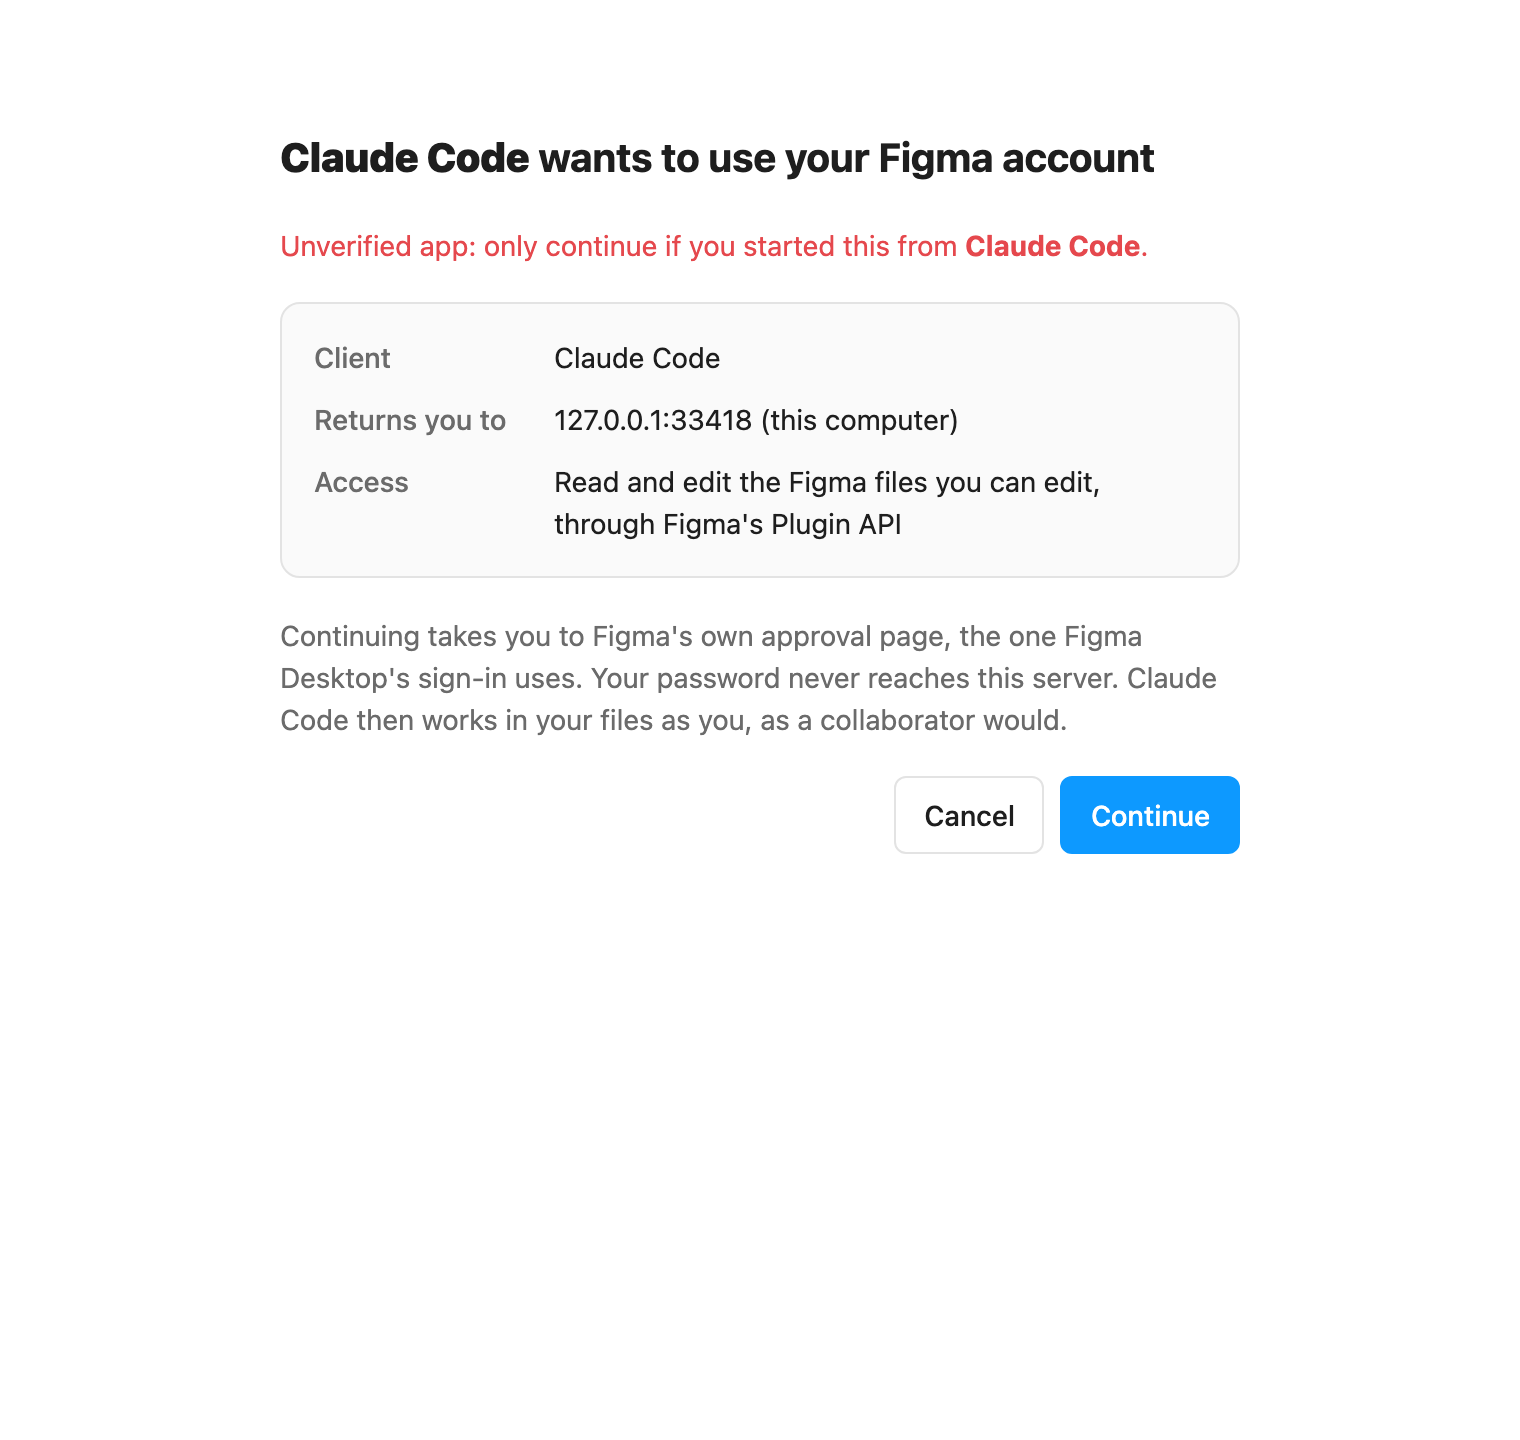 Claude Code wants to use your Figma account
Unverified app: only continue if you started this from Claude Code.
Client Claude Code
Returns you to 127.0.0.1:33418 (this computer)
Access Read and edit the Figma files you can edit,
through Figma's Plugin API
Continuing takes you to Figma's own approval page, the one Figma
Desktop's sign-in uses. Your password never reaches this server. Claude
Code then works in your files as you, as a collaborator would.
Cancel Continue